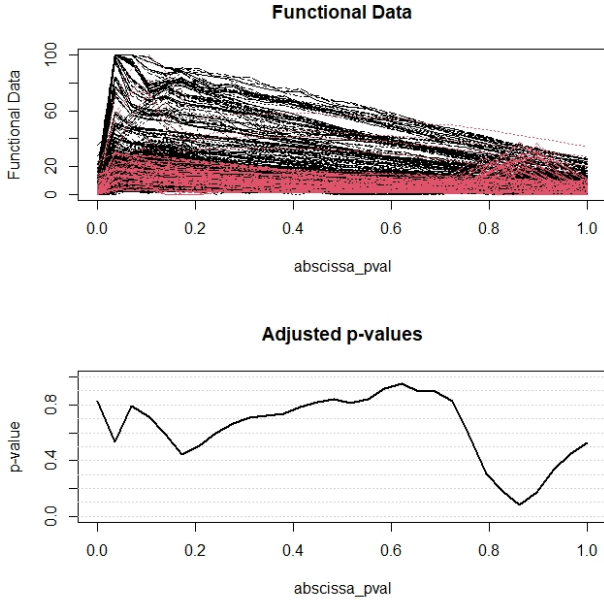 Functional Data
Functional Data
100
60
20
0
0.0 0.2 0.4 0.6 0.8 1.0
abscissa_pval
Adjusted p-values
p-value
0.8
0.4
0.0
0.0 0.2 0.4 0.6 0.8 1.0
abscissa_pval